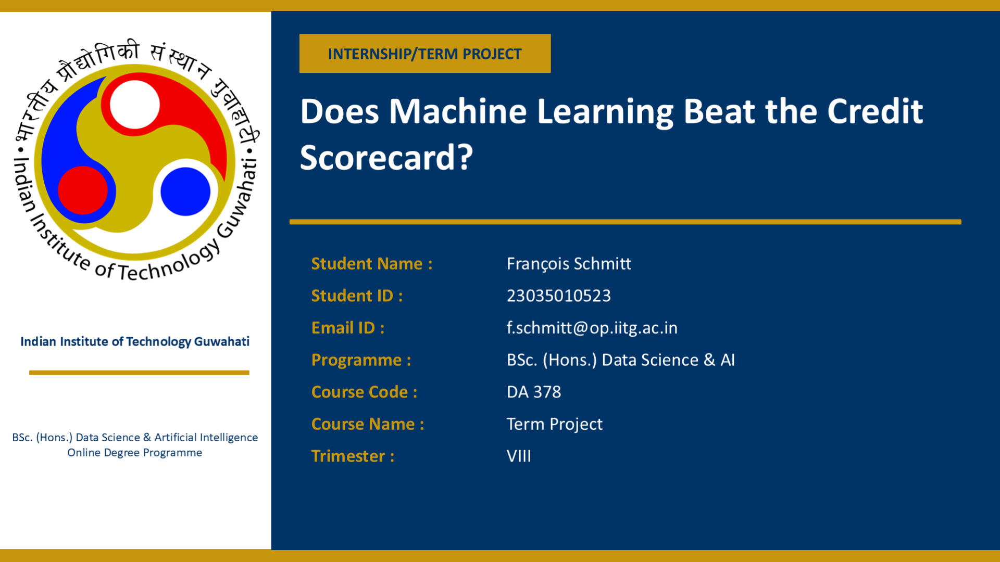 भारतीय प्रौद्योगिकी संस्थान गुवाहाटी
• Indian Institute of Technology Guwahati •
Indian Institute of Technology Guwahati
BSc. (Hons.) Data Science & Artificial Intelligence
Online Degree Programme
INTERNSHIP/TERM PROJECT
Does Machine Learning Beat the Credit
Scorecard?
Student Name : François Schmitt
Student ID : 23035010523
Email ID : f.schmitt@op.iitg.ac.in
Programme : BSc. (Hons.) Data Science & AI
Course Code : DA 378
Course Name : Term Project
Trimester : VIII